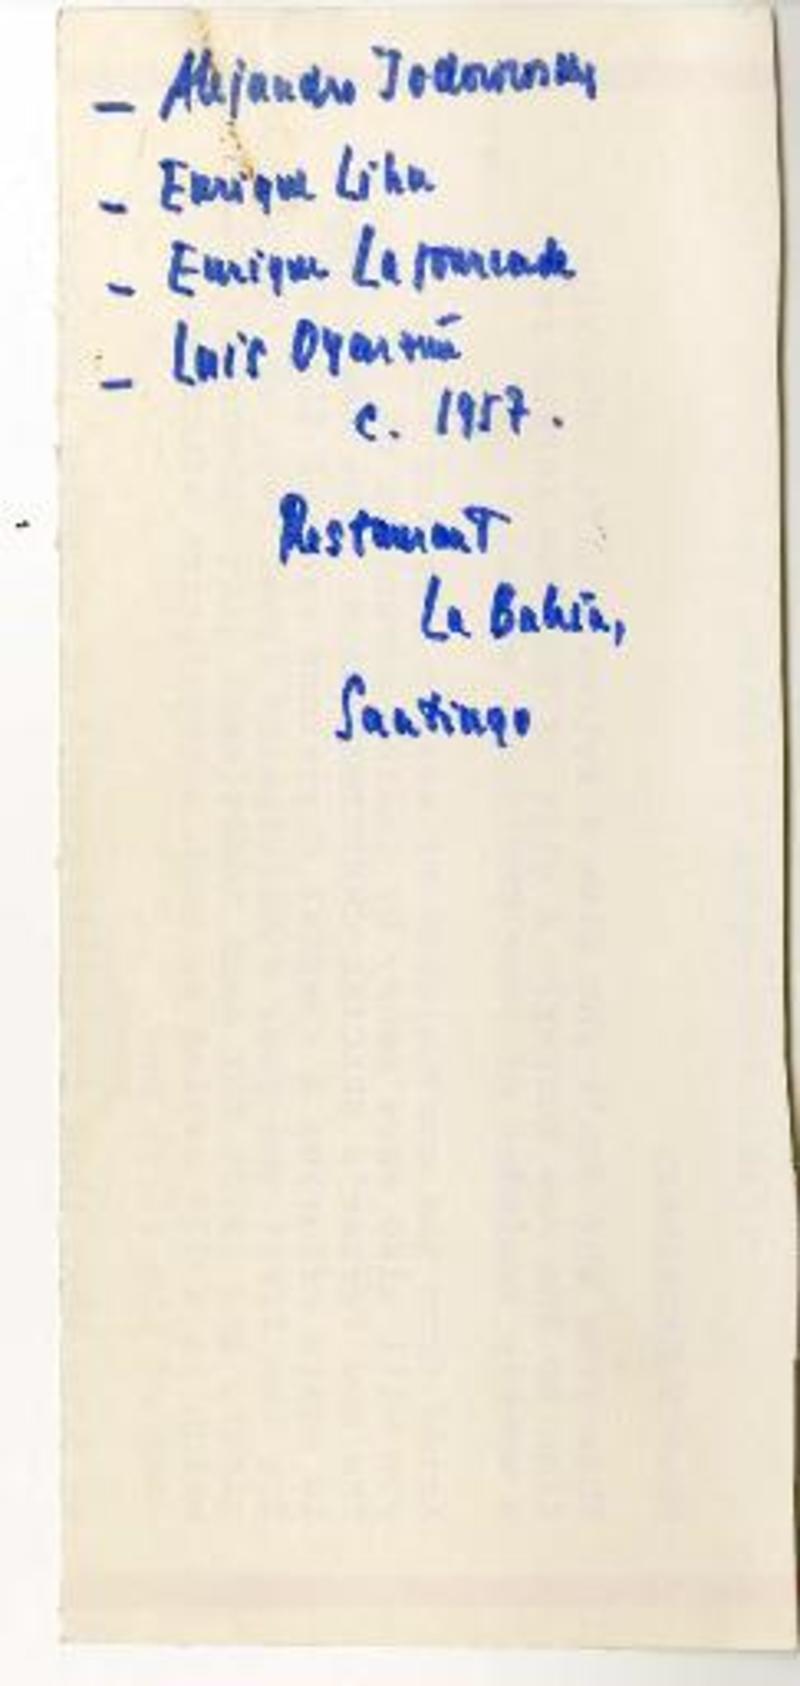 - Alejandro Jodorowsky
- Enrique Lihn
- Enrique Lafourcade
- Luis Oyarzún
c. 1957.
Restaurant
La Bahía,
Santiago